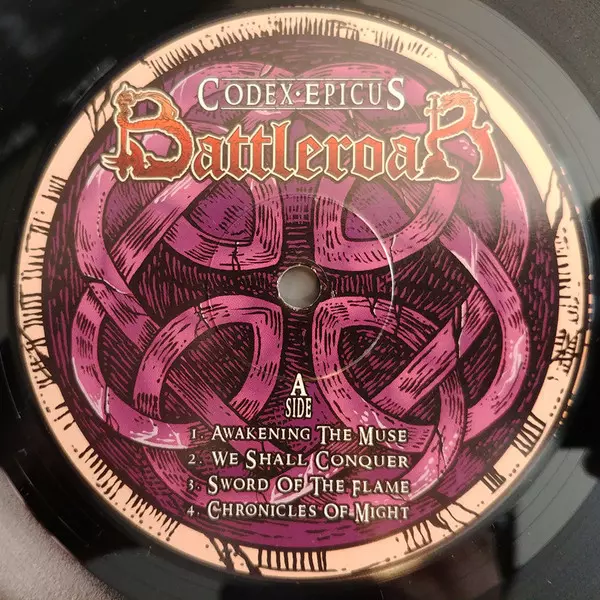 CODEX·EPICUS
BattleroaR
A
SIDE
1. AWAKENING THE MUSE
2. WE SHALL CONQUER
3. SWORD OF THE FLAME
4. CHRONICLES OF MIGHT